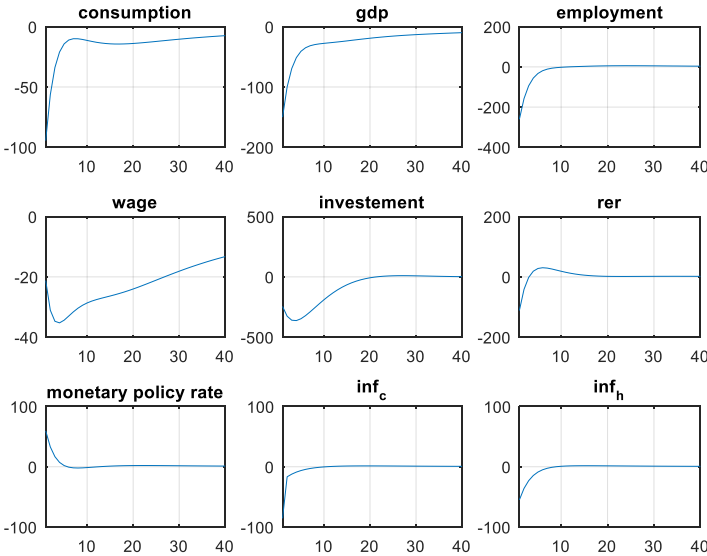 consumption gdp employment
0 0 200
0
-50 -100
-200
-100 -200 -400
10 20 30 40 10 20 30 40 10 20 30 40
wage investement rer
0 500 200
-20 0 0
-40 -500 -200
10 20 30 40 10 20 30 40 10 20 30 40
monetary policy rate inf_c inf_h
100 100 100
0 0 0
-100 -100 -100
10 20 30 40 10 20 30 40 10 20 30 40